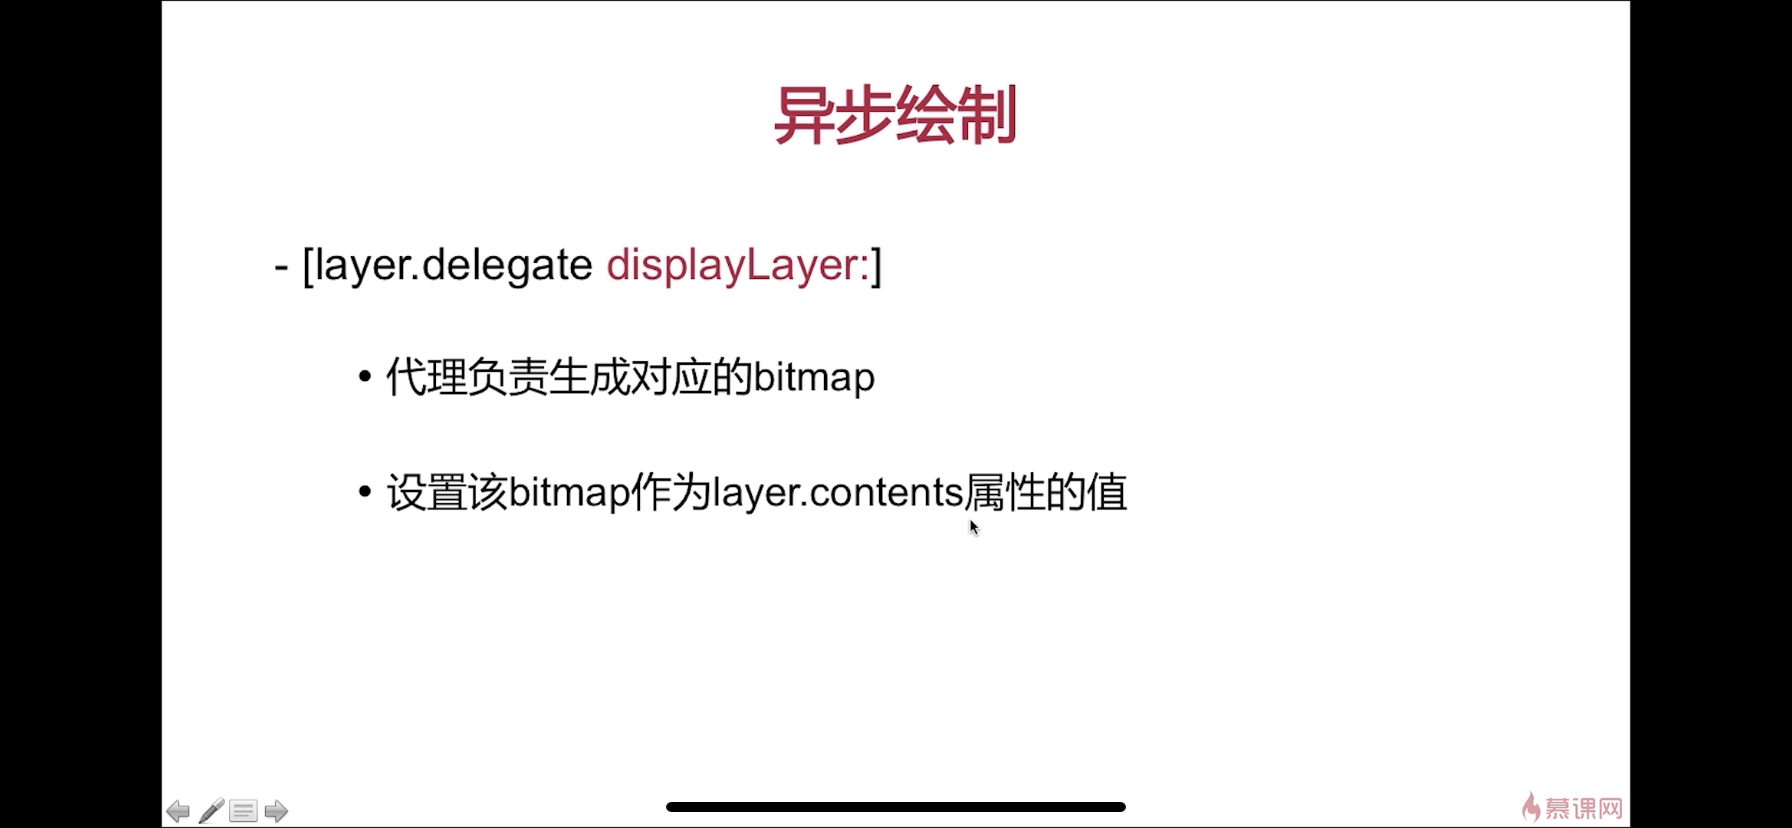 异步绘制
- [layer.delegate displayLayer:]
• 代理负责生成对应的bitmap
• 设置该bitmap作为layer.contents属性的值
慕课网